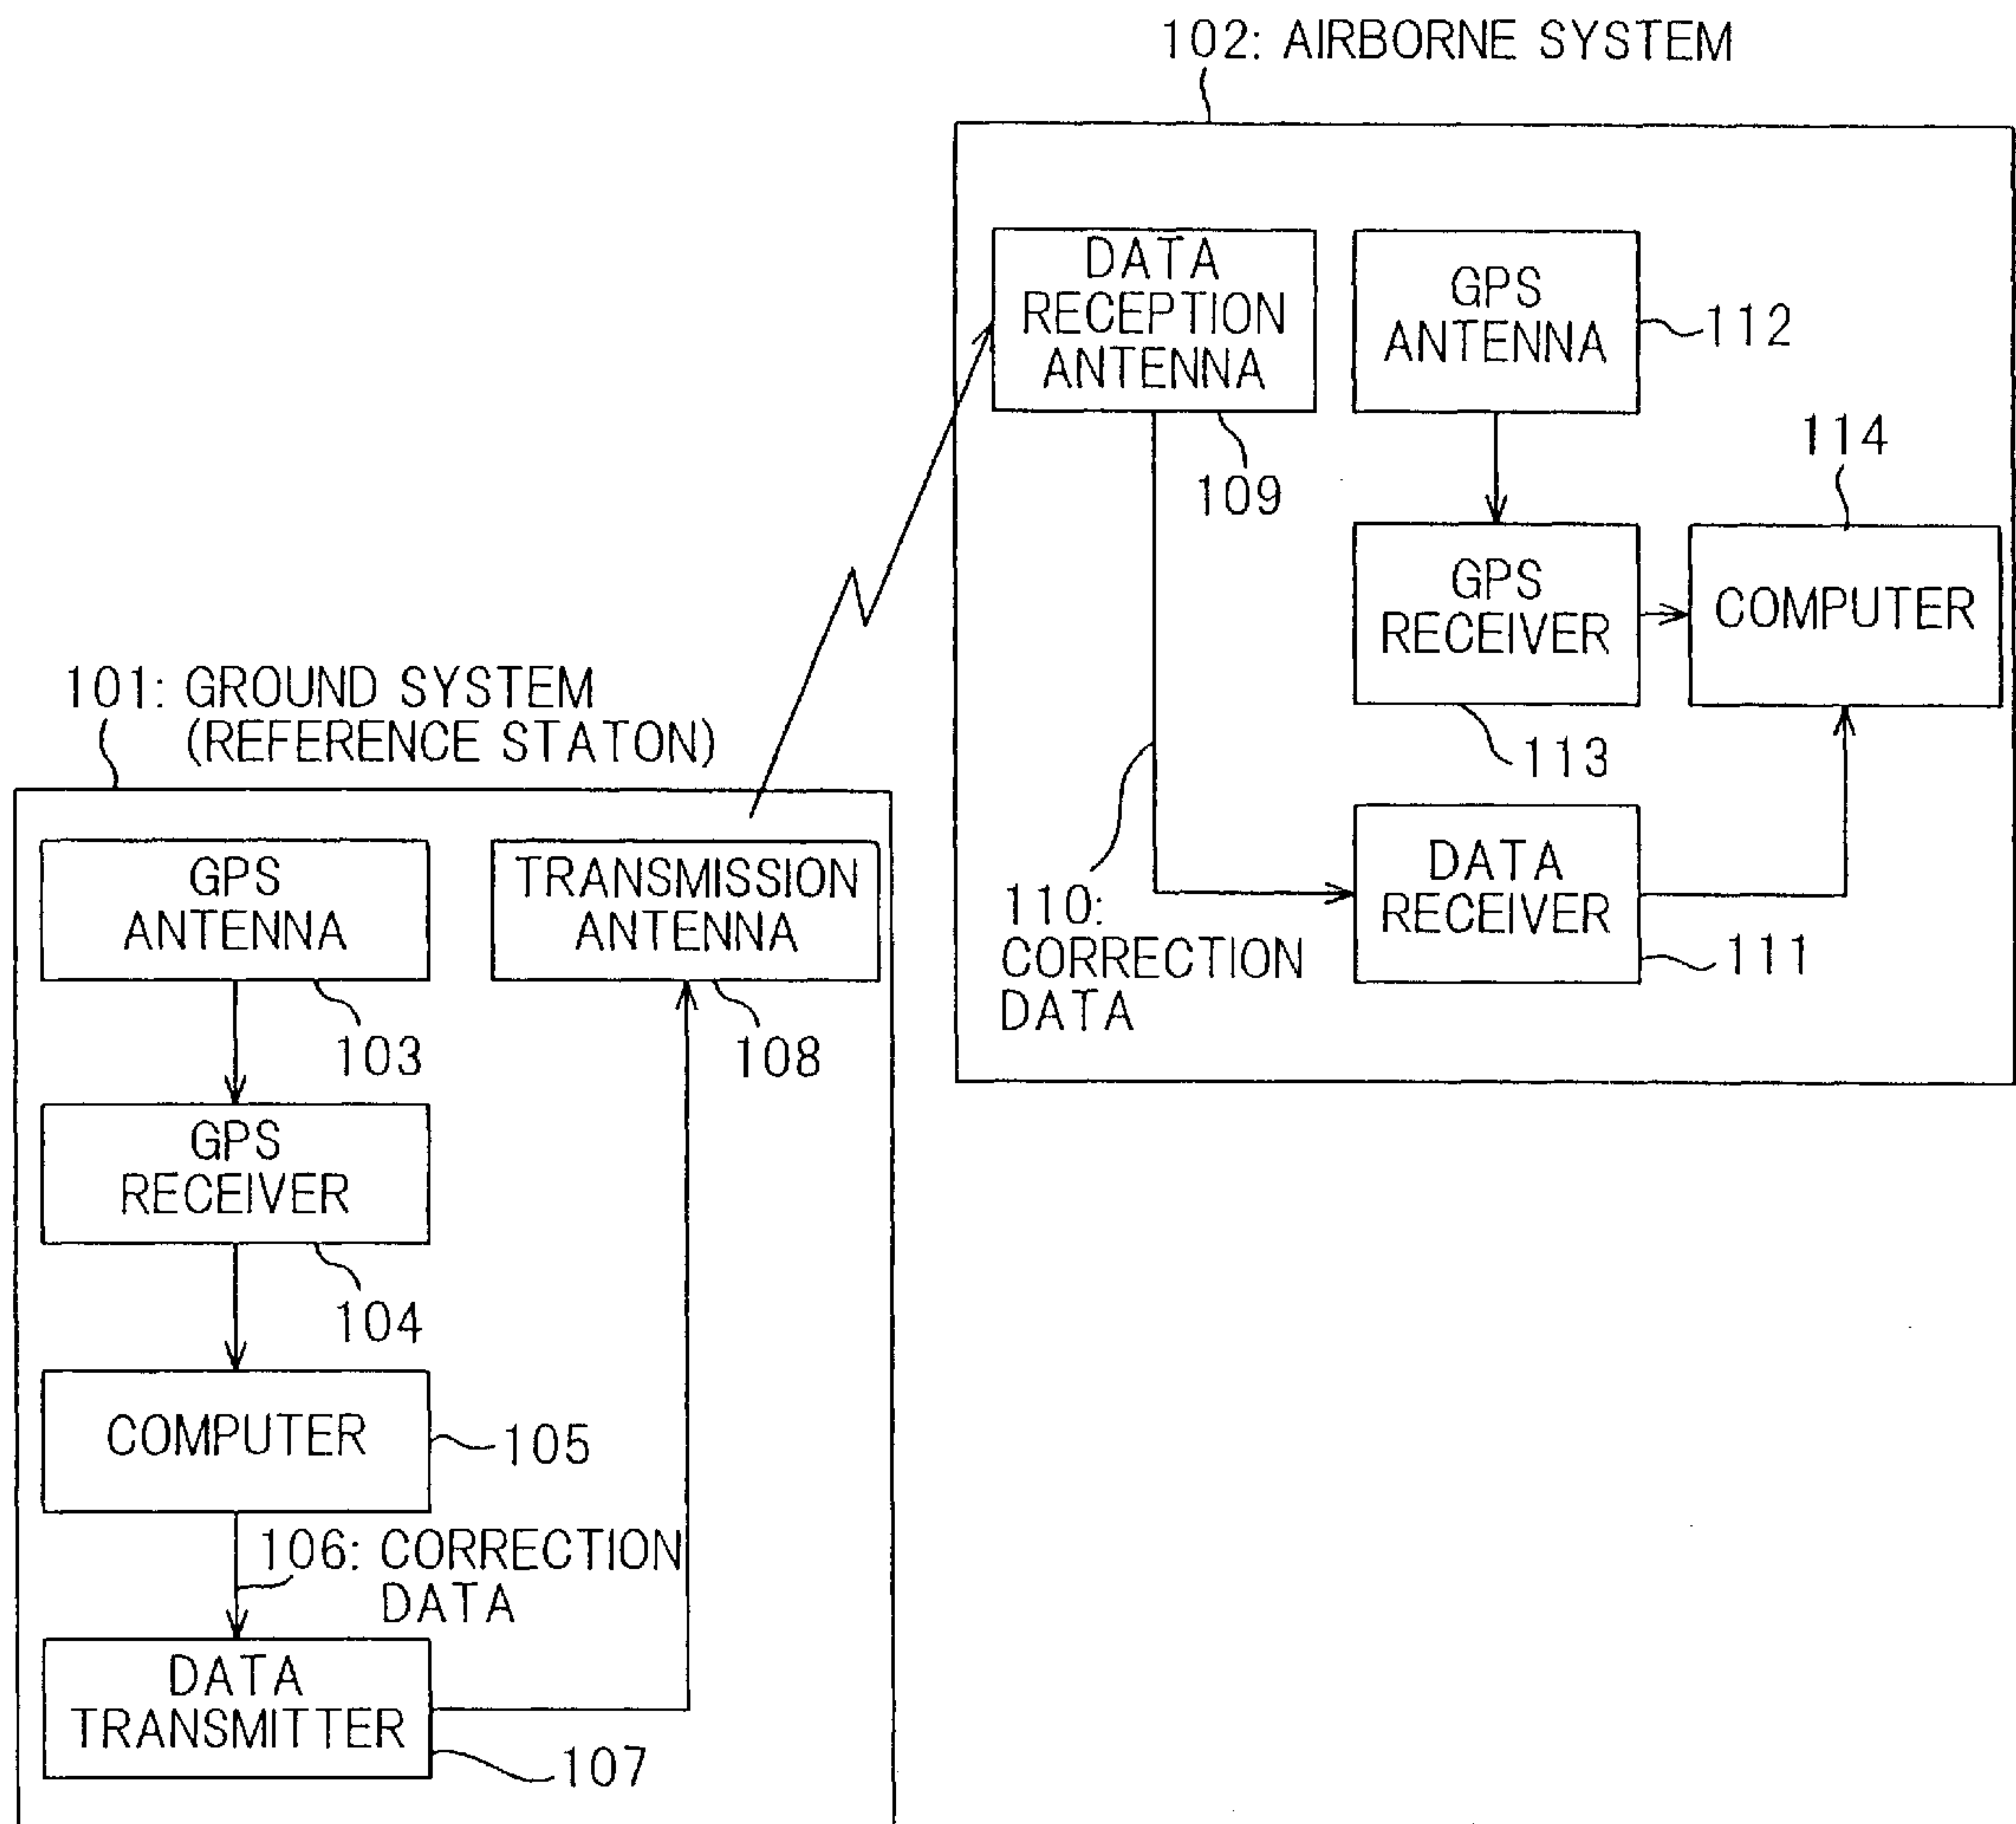 102: AIRBORNE SYSTEM
DATA
RECEPTION
ANTENNA
109
GPS
ANTENNA
112
114
GPS
RECEIVER
113
COMPUTER
110:
CORRECTION
DATA
DATA
RECEIVER
111
101: GROUND SYSTEM
(REFERENCE STATON)
GPS
ANTENNA
103
TRANSMISSION
ANTENNA
108
GPS
RECEIVER
104
COMPUTER
105
106: CORRECTION
DATA
DATA
TRANSMITTER
107